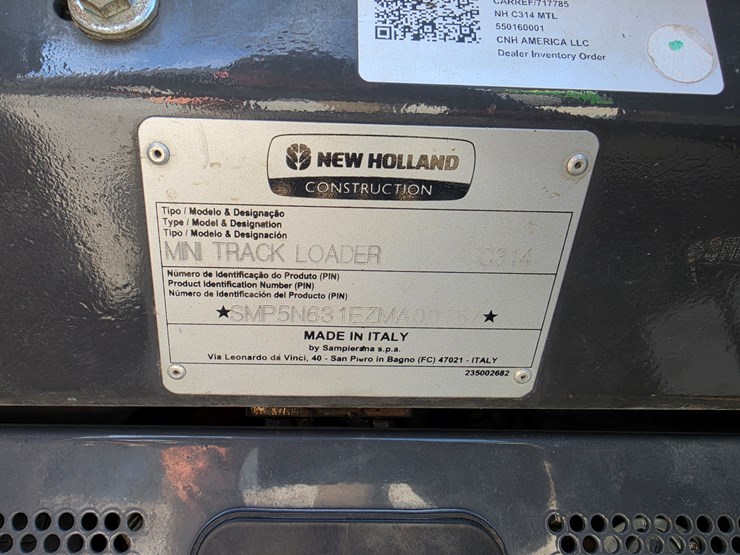 CARREF/717785
NH C314 MTL
550160001
CNH AMERICA LLC
Dealer Inventory Order
NEW HOLLAND
CONSTRUCTION
Tipo / Modelo & Designação
Type / Model & Designation
Tipo / Modelo & Designación
MINI TRACK LOADER C314
Número de Identificação do Produto (PIN)
Product Identification Number (PIN)
Número de Identificación del Producto (PIN)
MADE IN ITALY
by Sampierana s.p.a.
Via Leonardo da Vinci, 40 - San Piero in Bagno (FC) 47021 - ITALY
235002682